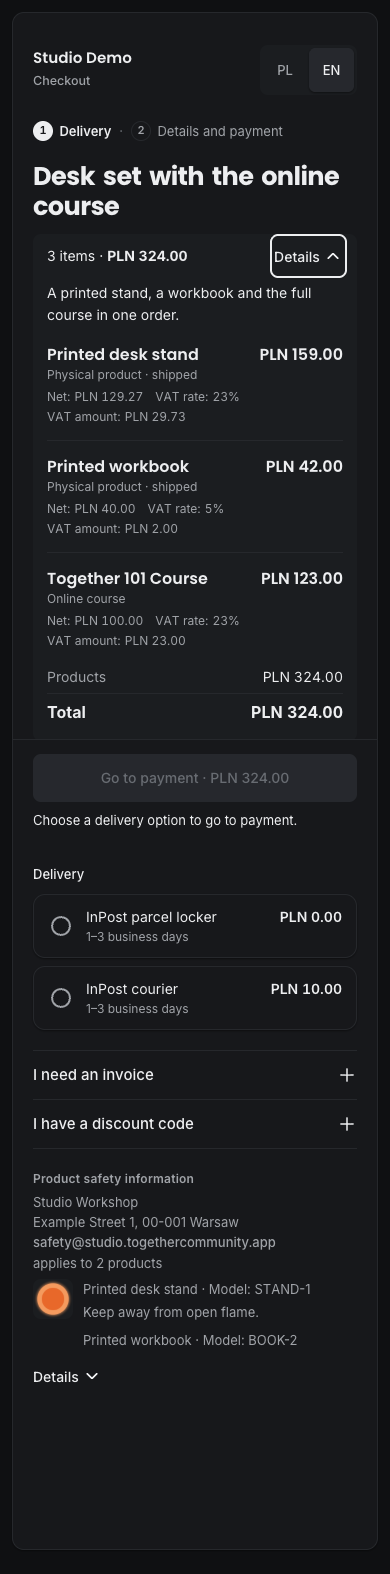 Studio Demo
Checkout
PL
EN
1 Delivery · 2 Details and payment
Desk set with the online
course
3 items · PLN 324.00
Details
A printed stand, a workbook and the full
course in one order.
Printed desk stand PLN 159.00
Physical product · shipped
Net: PLN 129.27 VAT rate: 23%
VAT amount: PLN 29.73
Printed workbook PLN 42.00
Physical product · shipped
Net: PLN 40.00 VAT rate: 5%
VAT amount: PLN 2.00
Together 101 Course PLN 123.00
Online course
Net: PLN 100.00 VAT rate: 23%
VAT amount: PLN 23.00
Products PLN 324.00
Total PLN 324.00
Go to payment · PLN 324.00
Choose a delivery option to go to payment.
Delivery
InPost parcel locker PLN 0.00
1–3 business days
InPost courier PLN 10.00
1–3 business days
I need an invoice
I have a discount code
Product safety information
Studio Workshop
Example Street 1, 00-001 Warsaw
safety@studio.togethercommunity.app
applies to 2 products
Printed desk stand · Model: STAND-1
Keep away from open flame.
Printed workbook · Model: BOOK-2
Details